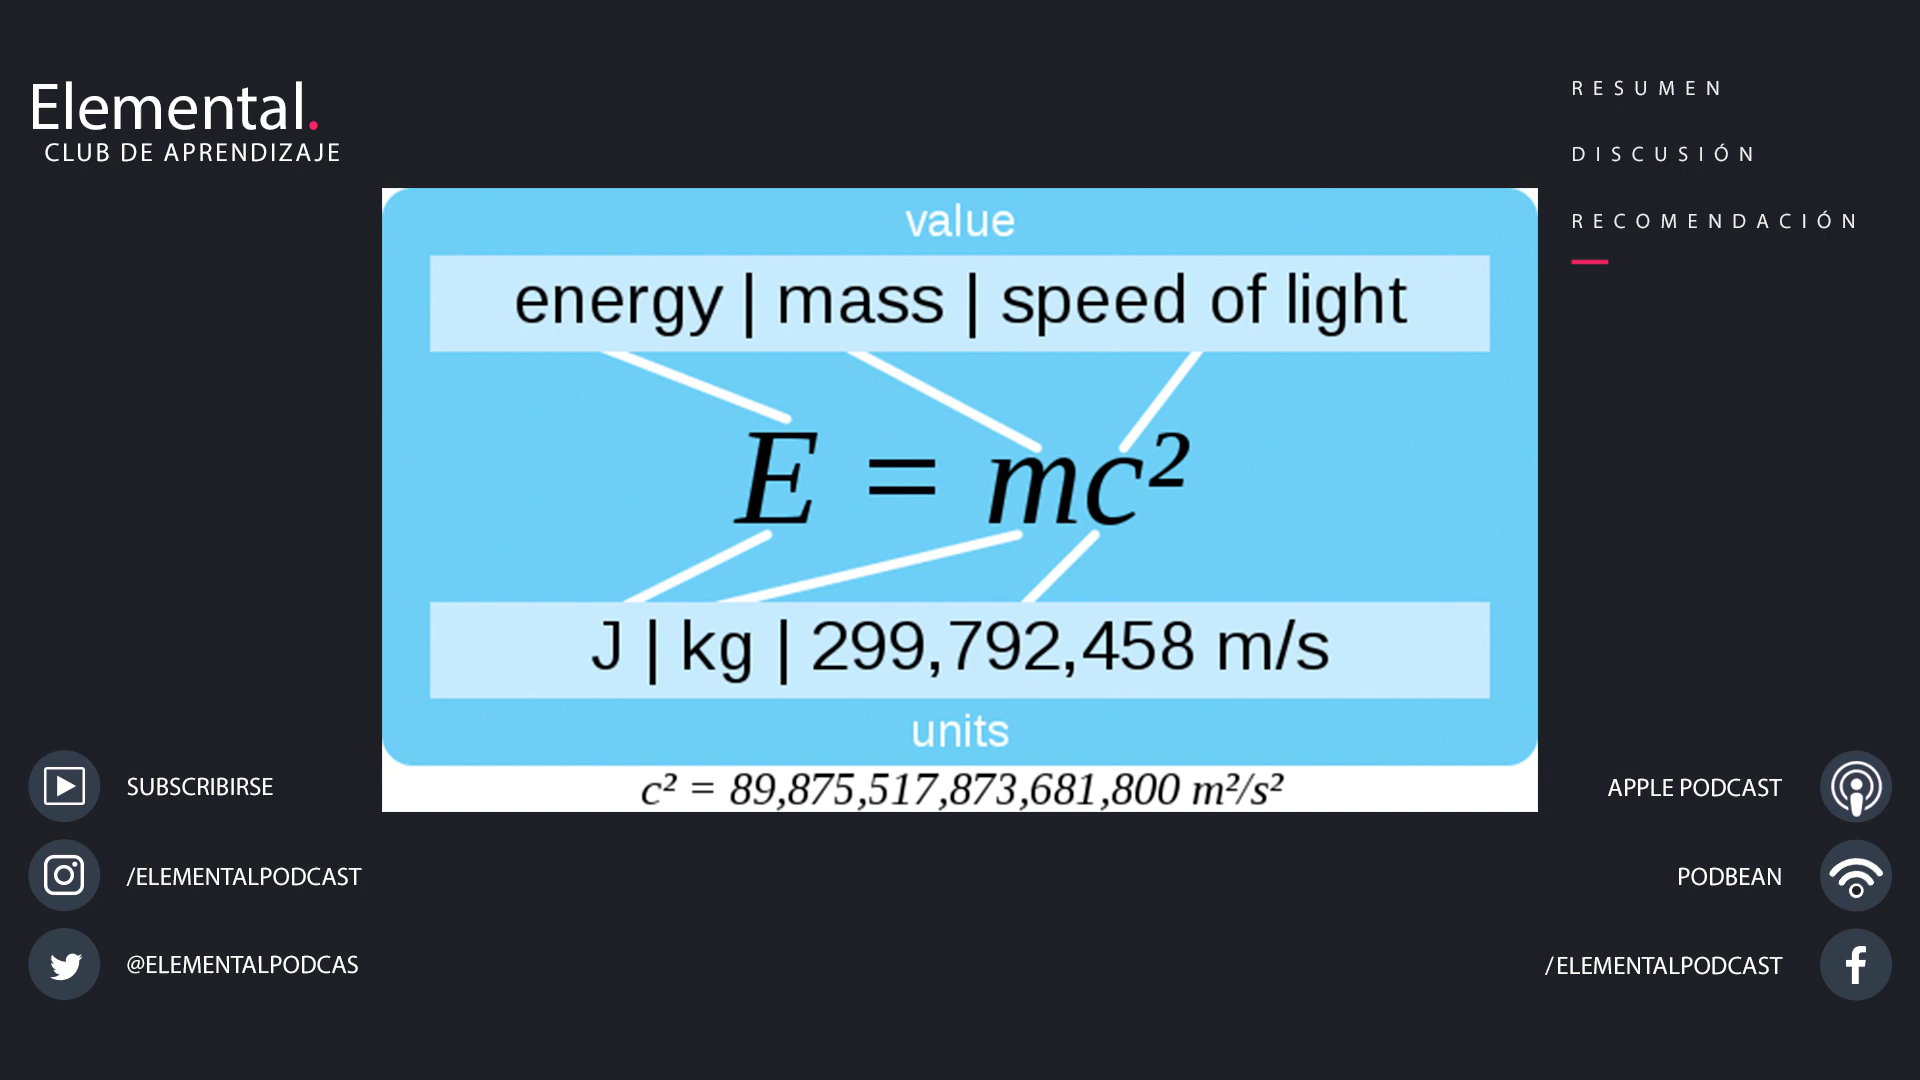 Elemental.
CLUB DE APRENDIZAJE
RESUMEN
DISCUSIÓN
RECOMENDACIÓN
value
energy | mass | speed of light
E = mc²
J | kg | 299,792,458 m/s
units
c² = 89,875,517,873,681,800 m²/s²
SUBSCRIBIRSE
/ELEMENTALPODCAST
@ELEMENTALPODCAS
APPLE PODCAST
PODBEAN
/ELEMENTALPODCAST